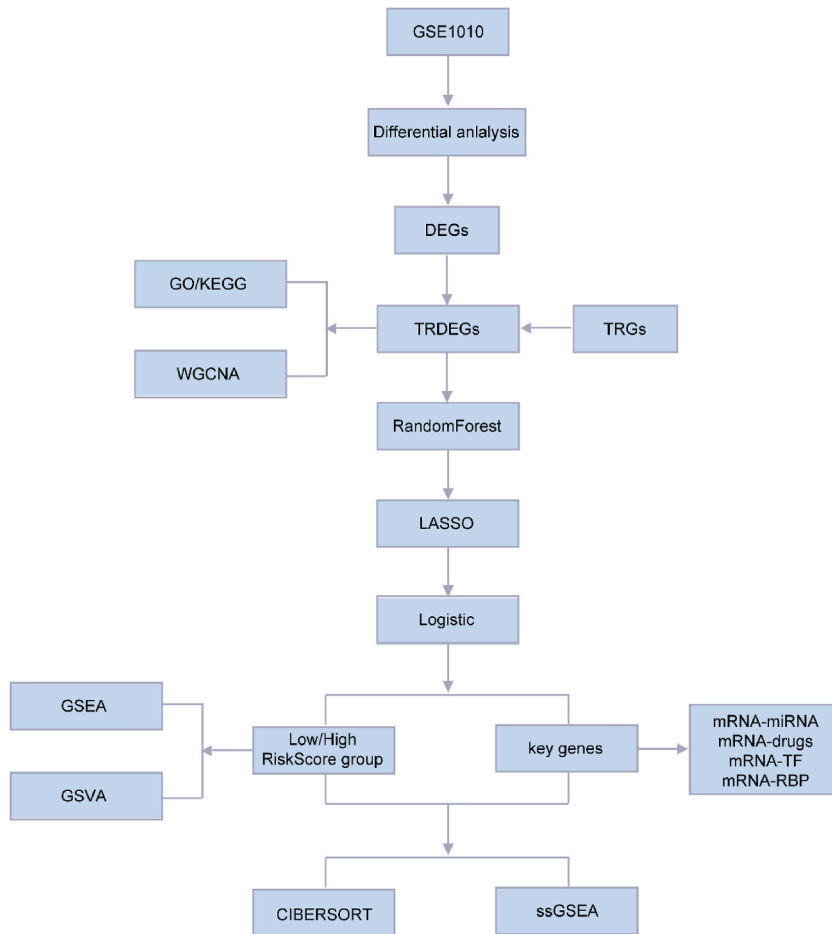 GSE1010
Differential anlalysis
DEGs
GO/KEGG
TRDEGs
TRGs
WGCNA
RandomForest
LASSO
Logistic
GSEA
Low/High
RiskScore group
key genes
mRNA-miRNA
mRNA-drugs
mRNA-TF
mRNA-RBP
GSVA
CIBERSORT
ssGSEA